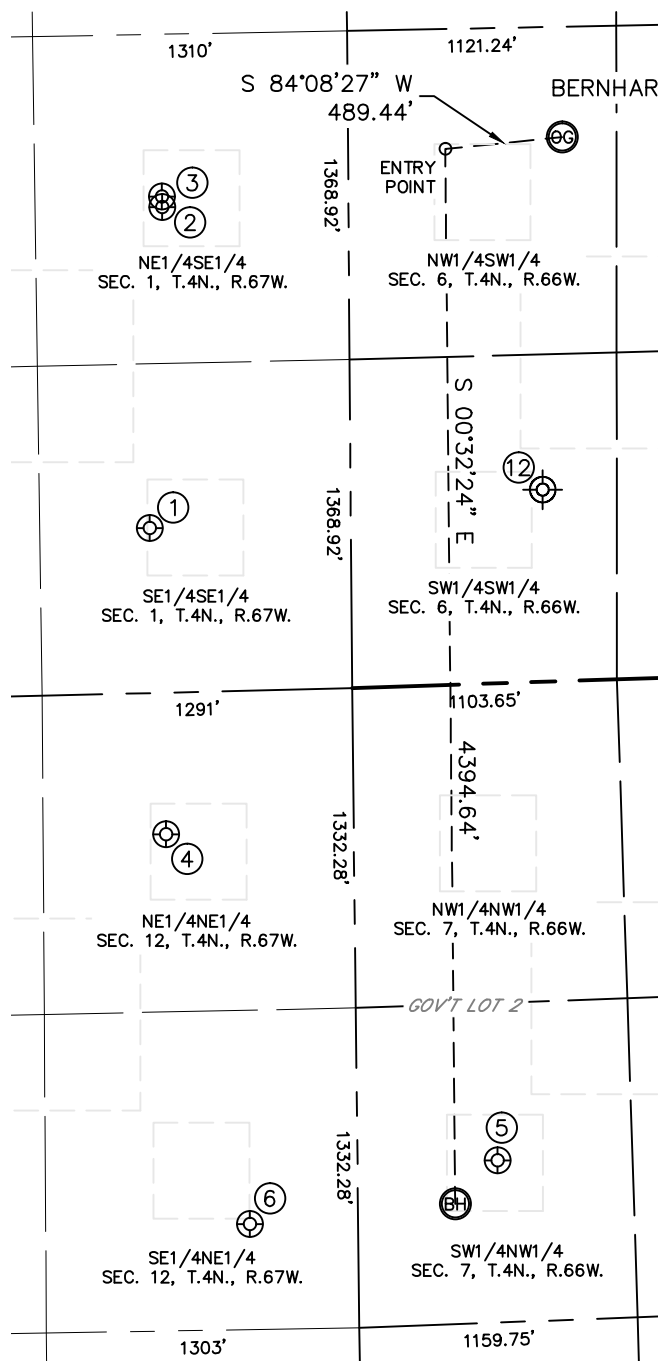 1310'
1121.24'
S 84°08'27" W
489.44'
BERNHAR
OG
ENTRY
POINT
1368.92'
3
2
NE1/4SE1/4
SEC. 1, T.4N., R.67W.
NW1/4SW1/4
SEC. 6, T.4N., R.66W.
S 00°32'24" E
12
1
1368.92'
SE1/4SE1/4
SEC. 1, T.4N., R.67W.
SW1/4SW1/4
SEC. 6, T.4N., R.66W.
1291'
1103.65'
4394.64'
4
1332.28'
NE1/4NE1/4
SEC. 12, T.4N., R.67W.
NW1/4NW1/4
SEC. 7, T.4N., R.66W.
GOV'T LOT 2
5
1332.28'
6
BH
SE1/4NE1/4
SEC. 12, T.4N., R.67W.
SW1/4NW1/4
SEC. 7, T.4N., R.66W.
1303'
1159.75'